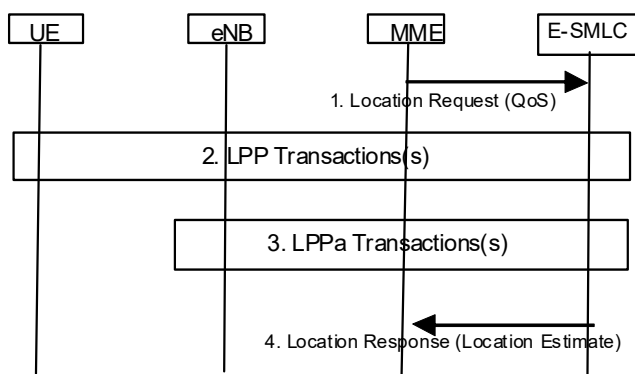 UE
eNB
MME
E-SMLC
1. Location Request (QoS)
2. LPP Transactions(s)
3. LPPa Transactions(s)
4. Location Response (Location Estimate)